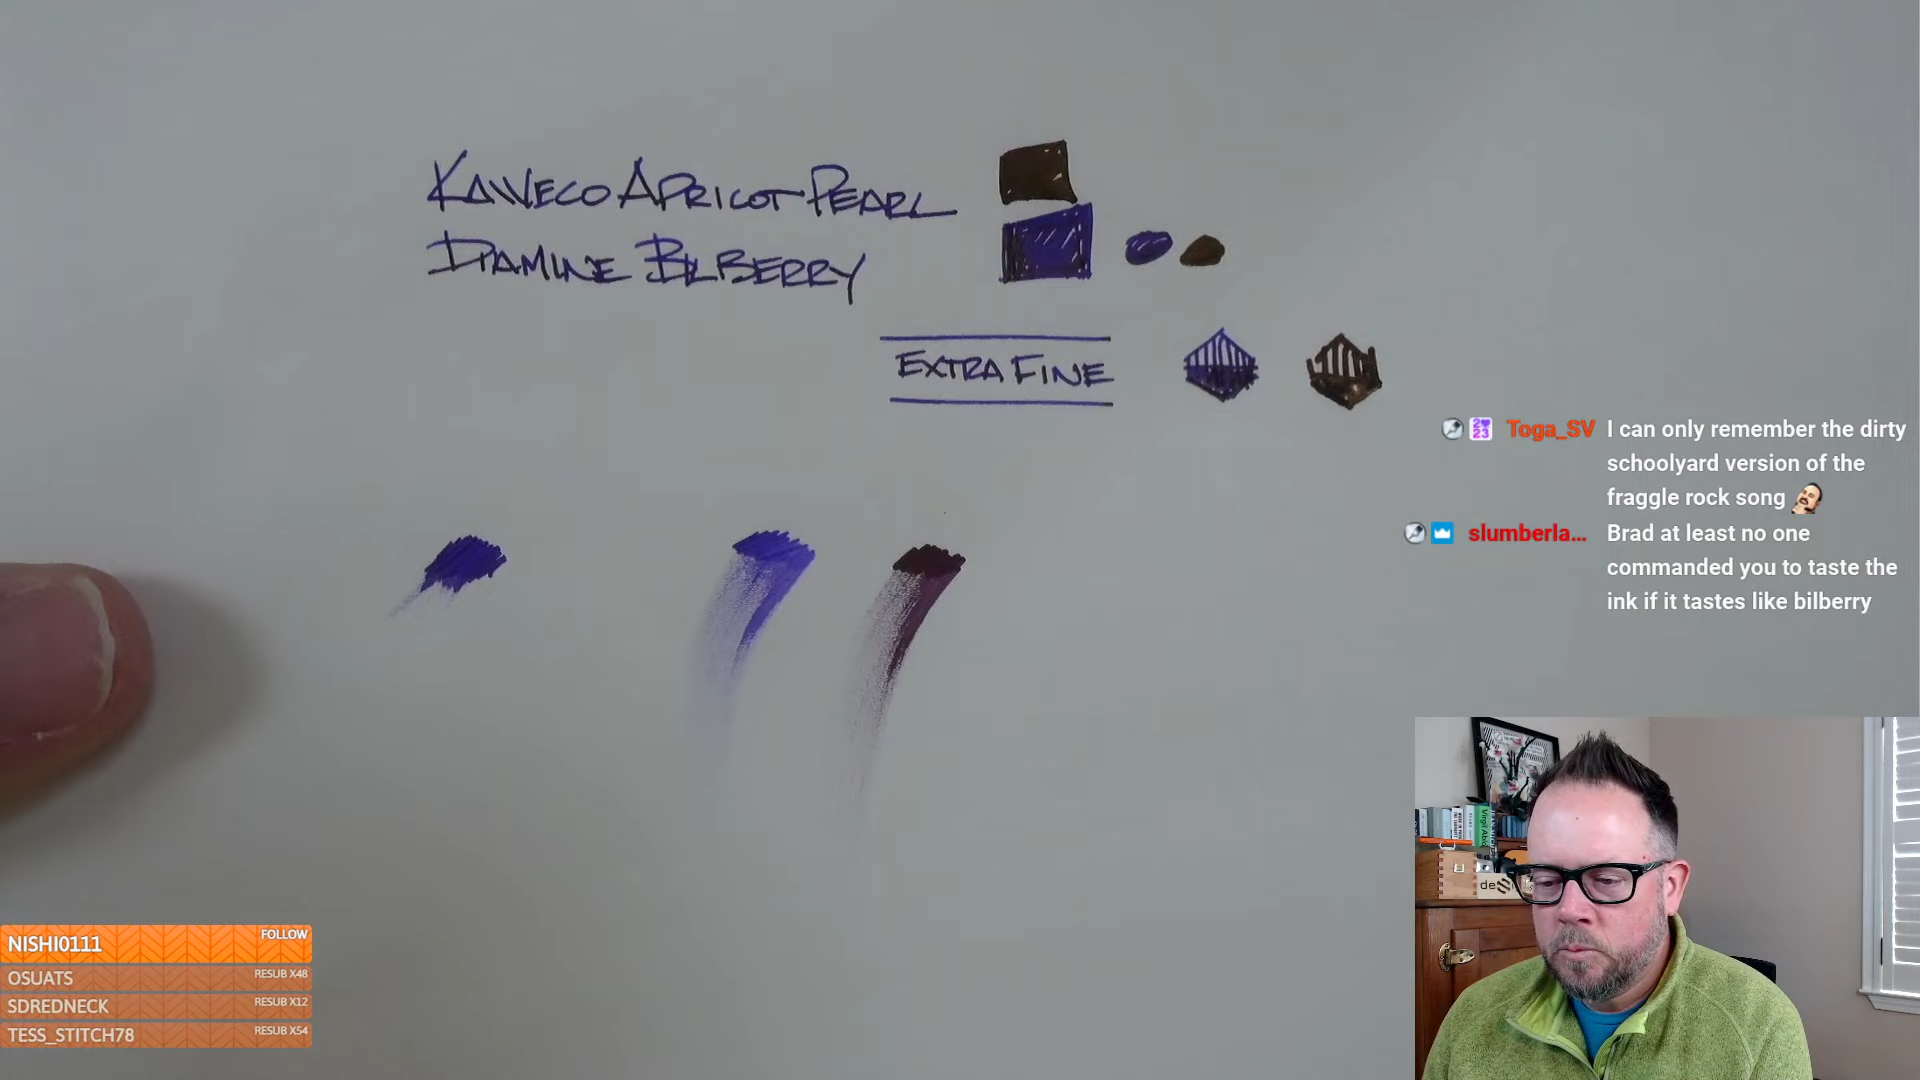 KAWECO APRICOT PEARL
DIAMINE BILBERRY
EXTRA FINE
Toga_SV I can only remember the dirty
schoolyard version of the
fraggle rock song
slumberla... Brad at least no one
commanded you to taste the
ink if it tastes like bilberry
NISHI0111 FOLLOW
OSUATS RESUB X48
SDREDNECK RESUB X12
TESS_STITCH78 RESUB X54